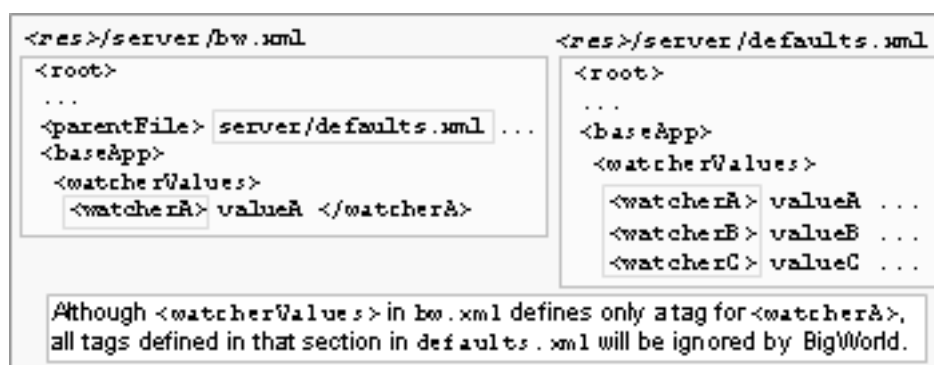 <res>/server/bw.xml
<root>
...
<parentFile> server/defaults.xml ...
<baseApp>
<watcherValues>
<watcherA> valueA </watcherA>
<res>/server/defaults.xml
<root>
...
<baseApp>
<watcherValues>
<watcherA> valueA ...
<watcherB> valueB ...
<watcherC> valueC ...
Although <watcherValues> in bw.xml defines only a tag for <watcherA>,
all tags defined in that section in defaults.xml will be ignored by BigWorld.